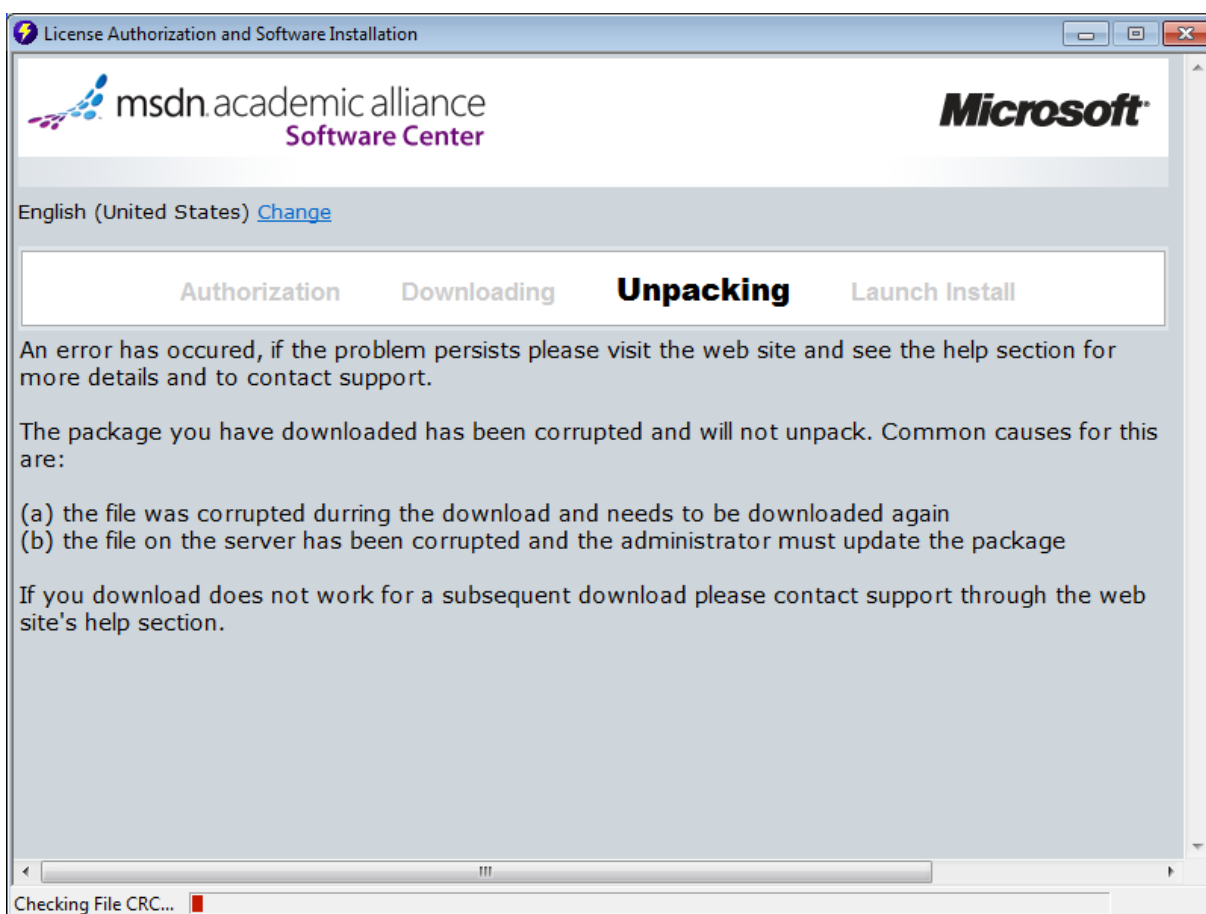 License Authorization and Software Installation
msdn academic alliance
Software Center
Microsoft
English (United States) Change
Authorization Downloading Unpacking Launch Install
An error has occured, if the problem persists please visit the web site and see the help section for
more details and to contact support.
The package you have downloaded has been corrupted and will not unpack. Common causes for this
are:
(a) the file was corrupted durring the download and needs to be downloaded again
(b) the file on the server has been corrupted and the administrator must update the package
If you download does not work for a subsequent download please contact support through the web
site's help section.
Checking File CRC...